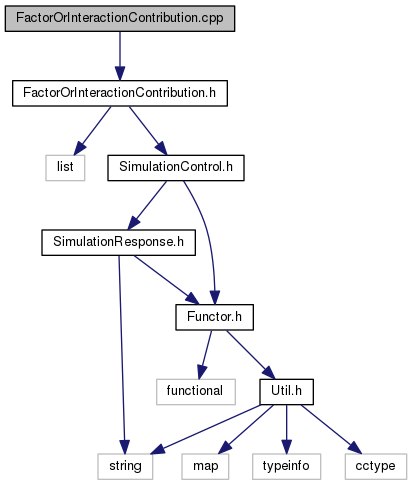 FactorOrInteractionContribution.cpp
FactorOrInteractionContribution.h
list
SimulationControl.h
SimulationResponse.h
Functor.h
functional
Util.h
string
map
typeinfo
cctype